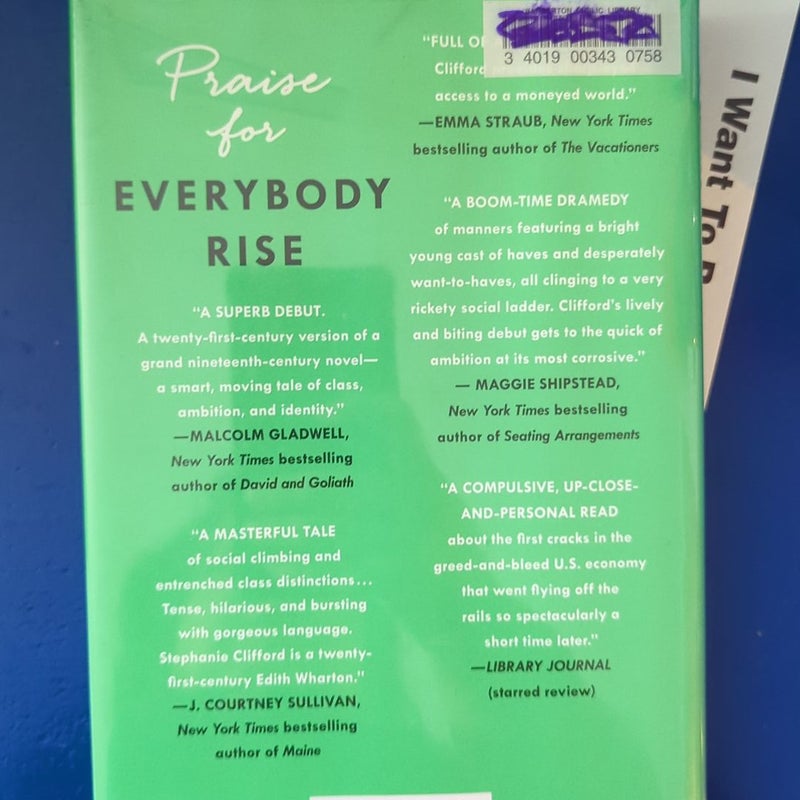 Praise
for
EVERYBODY
RISE
“A SUPERB DEBUT.
A twenty-first-century version of a
grand nineteenth-century novel—
a smart, moving tale of class,
ambition, and identity.”
—MALCOLM GLADWELL,
New York Times bestselling
author of David and Goliath
“A MASTERFUL TALE
of social climbing and
entrenched class distinctions...
Tense, hilarious, and bursting
with gorgeous language.
Stephanie Clifford is a twenty-
first-century Edith Wharton.”
—J. COURTNEY SULLIVAN,
New York Times bestselling
author of Maine
“FULL OF
Clifford
access to a moneyed world.”
—EMMA STRAUB, New York Times
bestselling author of The Vacationers
“A BOOM-TIME DRAMEDY
of manners featuring a bright
young cast of haves and desperately
want-to-haves, all clinging to a very
rickety social ladder. Clifford's lively
and biting debut gets to the quick of
ambition at its most corrosive.”
— MAGGIE SHIPSTEAD,
New York Times bestselling
author of Seating Arrangements
“A COMPULSIVE, UP-CLOSE-
AND-PERSONAL READ
about the first cracks in the
greed-and-bleed U.S. economy
that went flying off the
rails so spectacularly a
short time later.”
—LIBRARY JOURNAL
(starred review)
LIBRARY
3 4019 00343 0758
I Want To